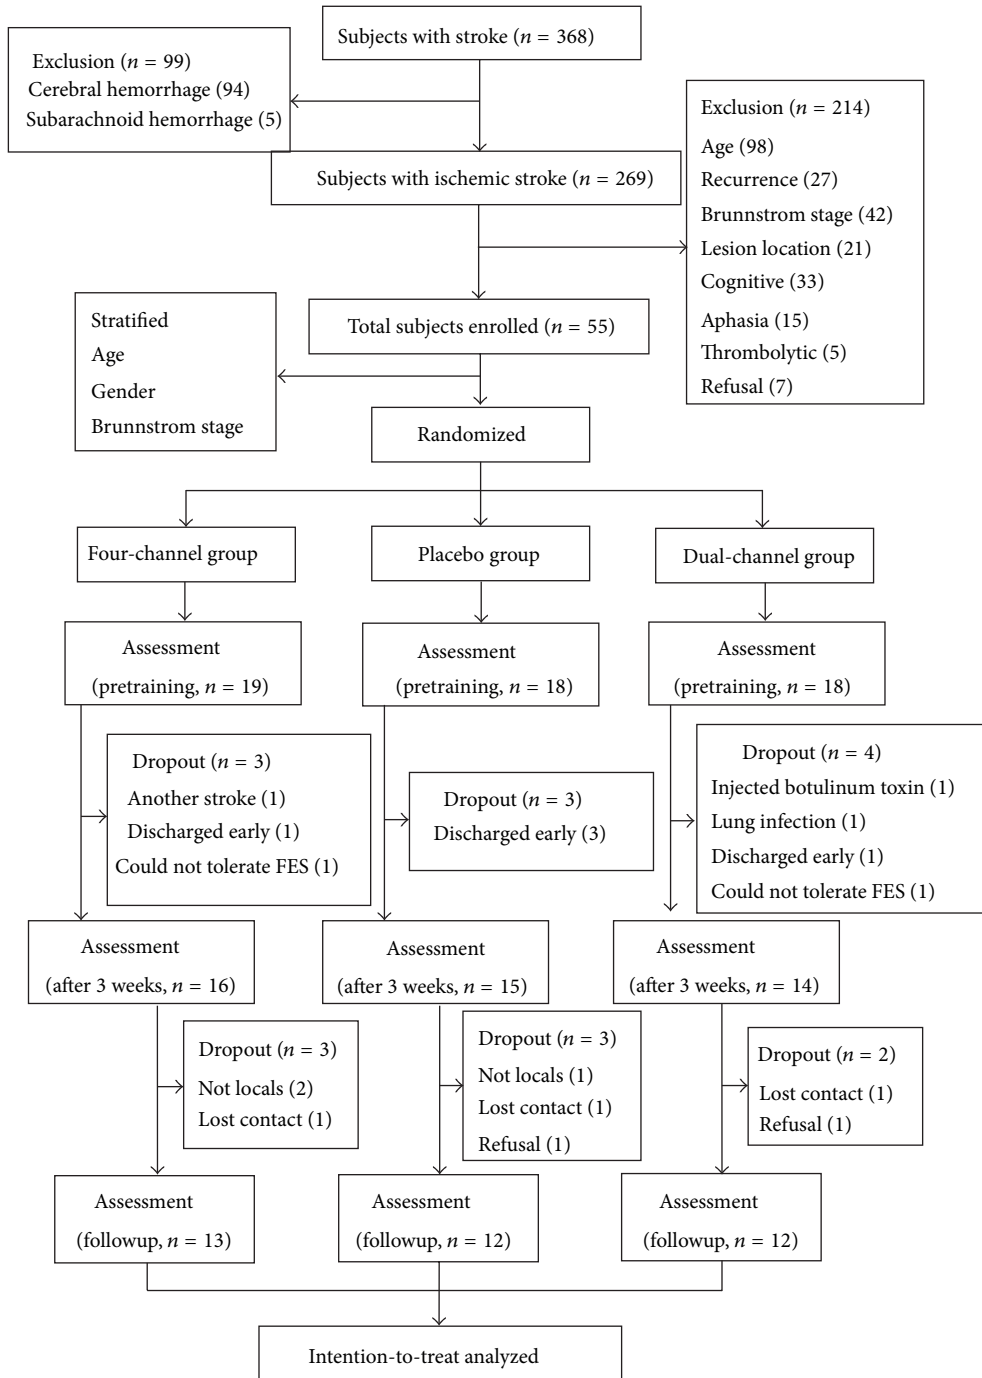 Subjects with stroke (n = 368)
Exclusion (n = 99)
Cerebral hemorrhage (94)
Subarachnoid hemorrhage (5)
Subjects with ischemic stroke (n = 269)
Exclusion (n = 214)
Age (98)
Recurrence (27)
Brunnstrom stage (42)
Lesion location (21)
Cognitive (33)
Aphasia (15)
Thrombolytic (5)
Refusal (7)
Total subjects enrolled (n = 55)
Stratified
Age
Gender
Brunnstrom stage
Randomized
Four-channel group
Placebo group
Dual-channel group
Assessment
(pretraining, n = 19)
Assessment
(pretraining, n = 18)
Assessment
(pretraining, n = 18)
Dropout (n = 3)
Another stroke (1)
Discharged early (1)
Could not tolerate FES (1)
Dropout (n = 3)
Discharged early (3)
Dropout (n = 4)
Injected botulinum toxin (1)
Lung infection (1)
Discharged early (1)
Could not tolerate FES (1)
Assessment
(after 3 weeks, n = 16)
Assessment
(after 3 weeks, n = 15)
Assessment
(after 3 weeks, n = 14)
Dropout (n = 3)
Not locals (2)
Lost contact (1)
Dropout (n = 3)
Not locals (1)
Lost contact (1)
Refusal (1)
Dropout (n = 2)
Lost contact (1)
Refusal (1)
Assessment
(followup, n = 13)
Assessment
(followup, n = 12)
Assessment
(followup, n = 12)
Intention-to-treat analyzed